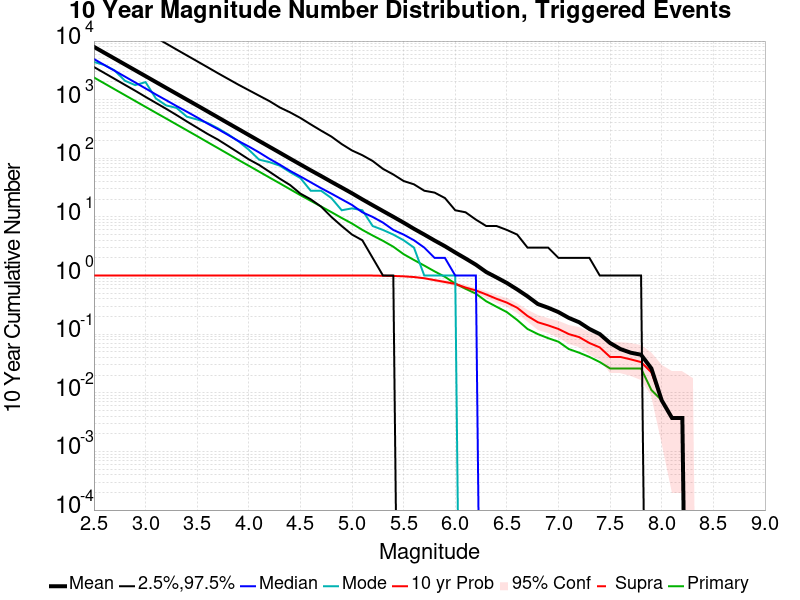 10 Year Magnitude Number Distribution, Triggered Events
10 Year Cumulative Number
10^4
10^3
10^2
10^1
10^0
10^-1
10^-2
10^-3
10^-4
2.5 3.0 3.5 4.0 4.5 5.0 5.5 6.0 6.5 7.0 7.5 8.0 8.5 9.0
Magnitude
Mean 2.5%,97.5% Median Mode 10 yr Prob 95% Conf Supra Primary